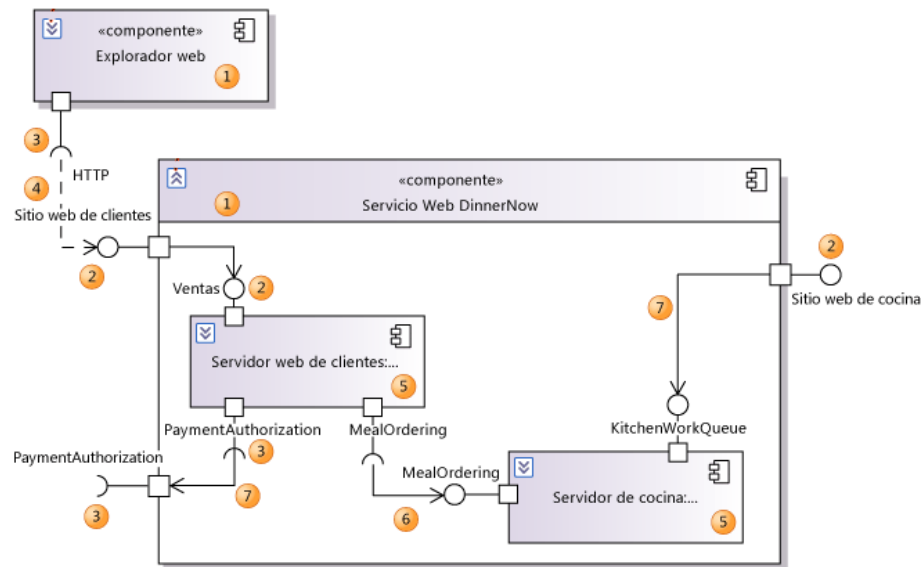 «componente»
Explorador web
1
3
HTTP
4
Sitio web de clientes
2
«componente»
1
Servicio Web DinnerNow
2
Sitio web de cocina
Ventas
2
7
Servidor web de clientes:...
5
PaymentAuthorization
MealOrdering
KitchenWorkQueue
3
PaymentAuthorization
3
7
MealOrdering
6
Servidor de cocina:...
5